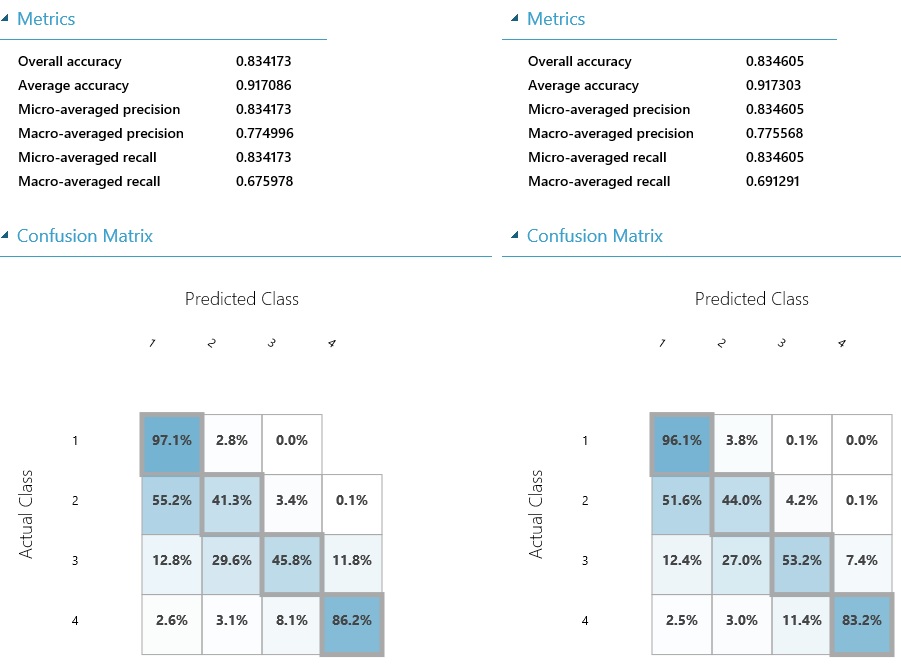 Metrics
Overall accuracy 0.834173
Average accuracy 0.917086
Micro-averaged precision 0.834173
Macro-averaged precision 0.774996
Micro-averaged recall 0.834173
Macro-averaged recall 0.675978
Confusion Matrix
Predicted Class
1 2 3 4
Actual Class
1 97.1% 2.8% 0.0%
2 55.2% 41.3% 3.4% 0.1%
3 12.8% 29.6% 45.8% 11.8%
4 2.6% 3.1% 8.1% 86.2%
Metrics
Overall accuracy 0.834605
Average accuracy 0.917303
Micro-averaged precision 0.834605
Macro-averaged precision 0.775568
Micro-averaged recall 0.834605
Macro-averaged recall 0.691291
Confusion Matrix
Predicted Class
1 2 3 4
Actual Class
1 96.1% 3.8% 0.1% 0.0%
2 51.6% 44.0% 4.2% 0.1%
3 12.4% 27.0% 53.2% 7.4%
4 2.5% 3.0% 11.4% 83.2%